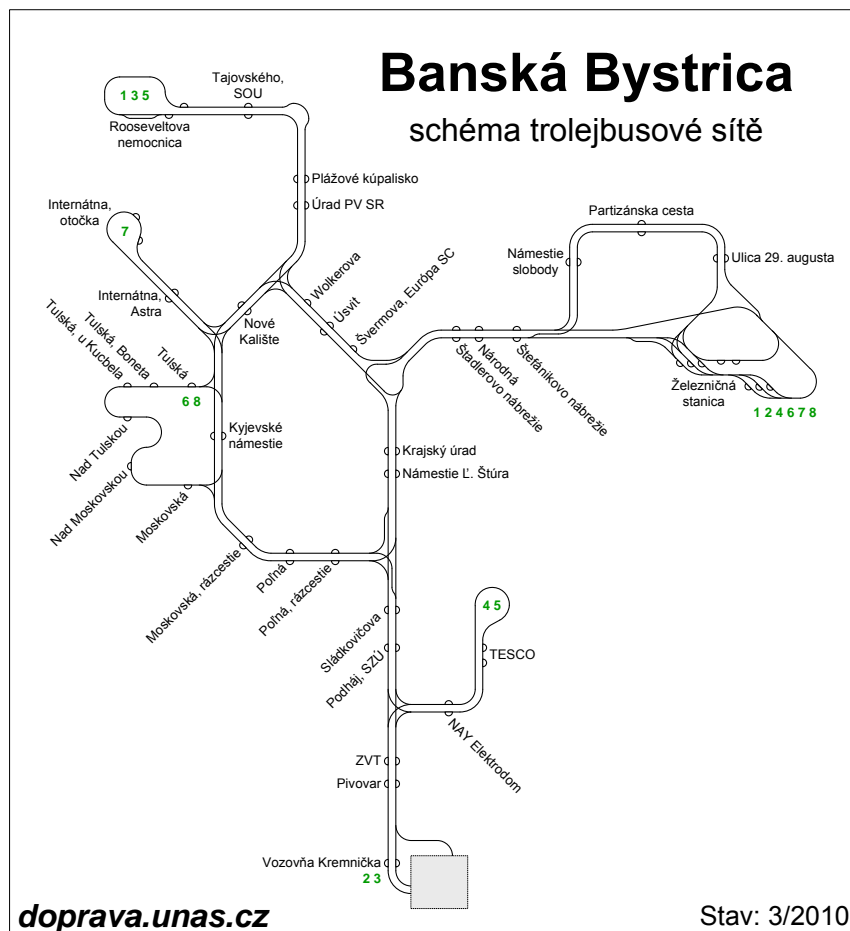 Banská Bystrica
schéma trolejbusové sítě
Tajovského,
SOU
1 3 5
Rooseveltova
nemocnica
Plážové kúpalisko
Úrad PV SR
Internátna,
otočka
7
Internátna,
Astra
Nové
Kalište
Wolkerova
Úsvit
Švermova, Európa SC
Partizánska cesta
Námestie
slobody
Ulica 29. augusta
Štadlerovo nábrežie
Národná
Štefánikovo nábrežie
Železničná
stanica
1 2 4 6 7 8
Tulská, u Kucbela
Tulská, Boneta
Tulská
6 8
Kyjevské
námestie
Nad Tulskou
Nad Moskovskou
Moskovská
Krajský úrad
Námestie Ľ. Štúra
Moskovská, rázcestie
Poľná
Poľná, rázcestie
Sládkovičova
Podháj, SZÚ
4 5
TESCO
NAY Elektrodom
ZVT
Pivovar
Vozovňa Kremnička
2 3
doprava.unas.cz
Stav: 3/2010